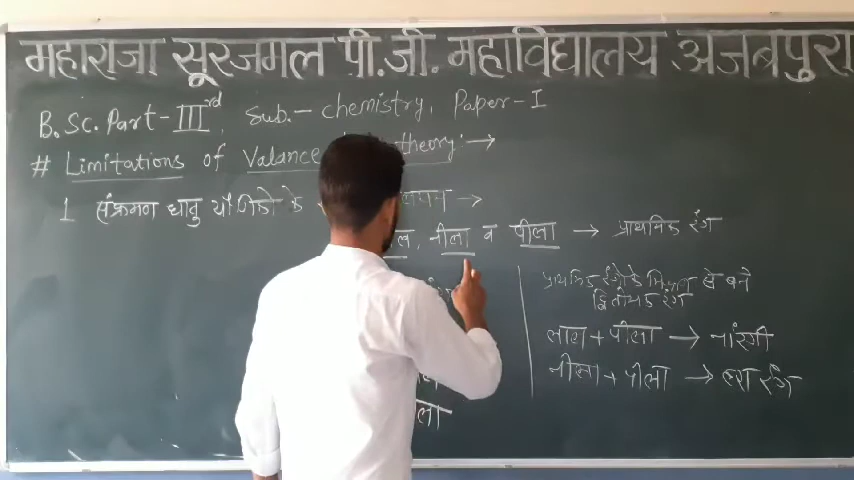 महाराजा सूरजमल पी.जी. महाविघालय अजबपुरा
B.Sc. Part-IIIrd, Sub.- chemistry, Paper-I
# Limitations of Valance theory →
1 संक्रमण धातु यौगिको के →
नीला व पीला → प्राथमिक रंग
प्राथमिक रंगो के मिश्रण से बने
द्वितीयक रंग
लाल + पीला → नारंगी
नीला + पीला → हरा रंग